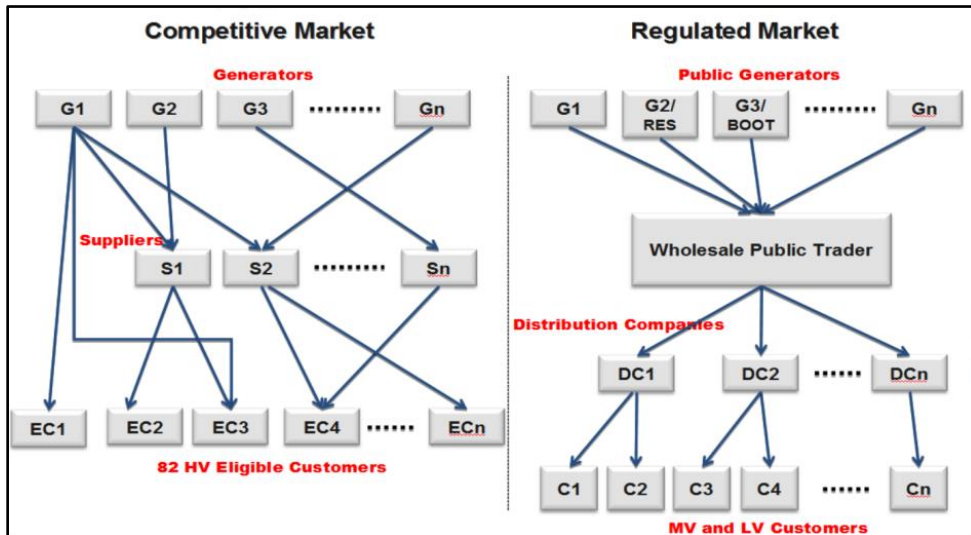 Competitive Market
Generators
G1 G2 G3 Gn
Suppliers
S1 S2 Sn
EC1 EC2 EC3 EC4 ECn
82 HV Eligible Customers
Regulated Market
Public Generators
G1 G2/ RES G3/ BOOT Gn
Wholesale Public Trader
Distribution Companies
DC1 DC2 DCn
C1 C2 C3 C4 Cn
MV and LV Customers